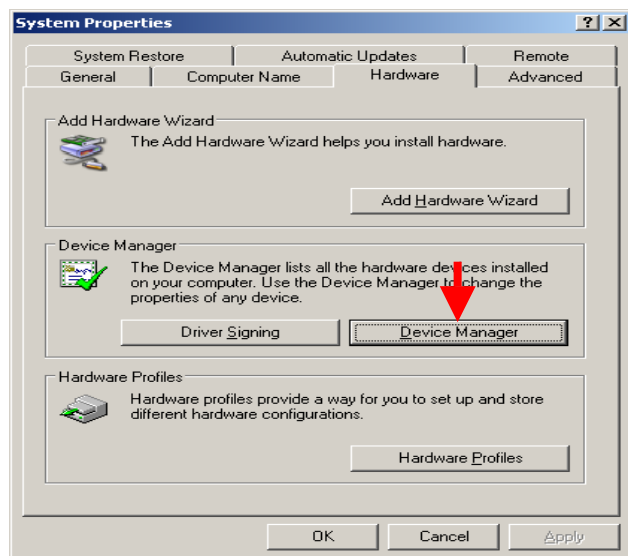 System Properties
? X
System Restore Automatic Updates Remote
General Computer Name Hardware Advanced
Add Hardware Wizard
The Add Hardware Wizard helps you install hardware.
Add Hardware Wizard
Device Manager
The Device Manager lists all the hardware devices installed
on your computer. Use the Device Manager to change the
properties of any device.
Driver Signing Device Manager
Hardware Profiles
Hardware profiles provide a way for you to set up and store
different hardware configurations.
Hardware Profiles
OK Cancel Apply